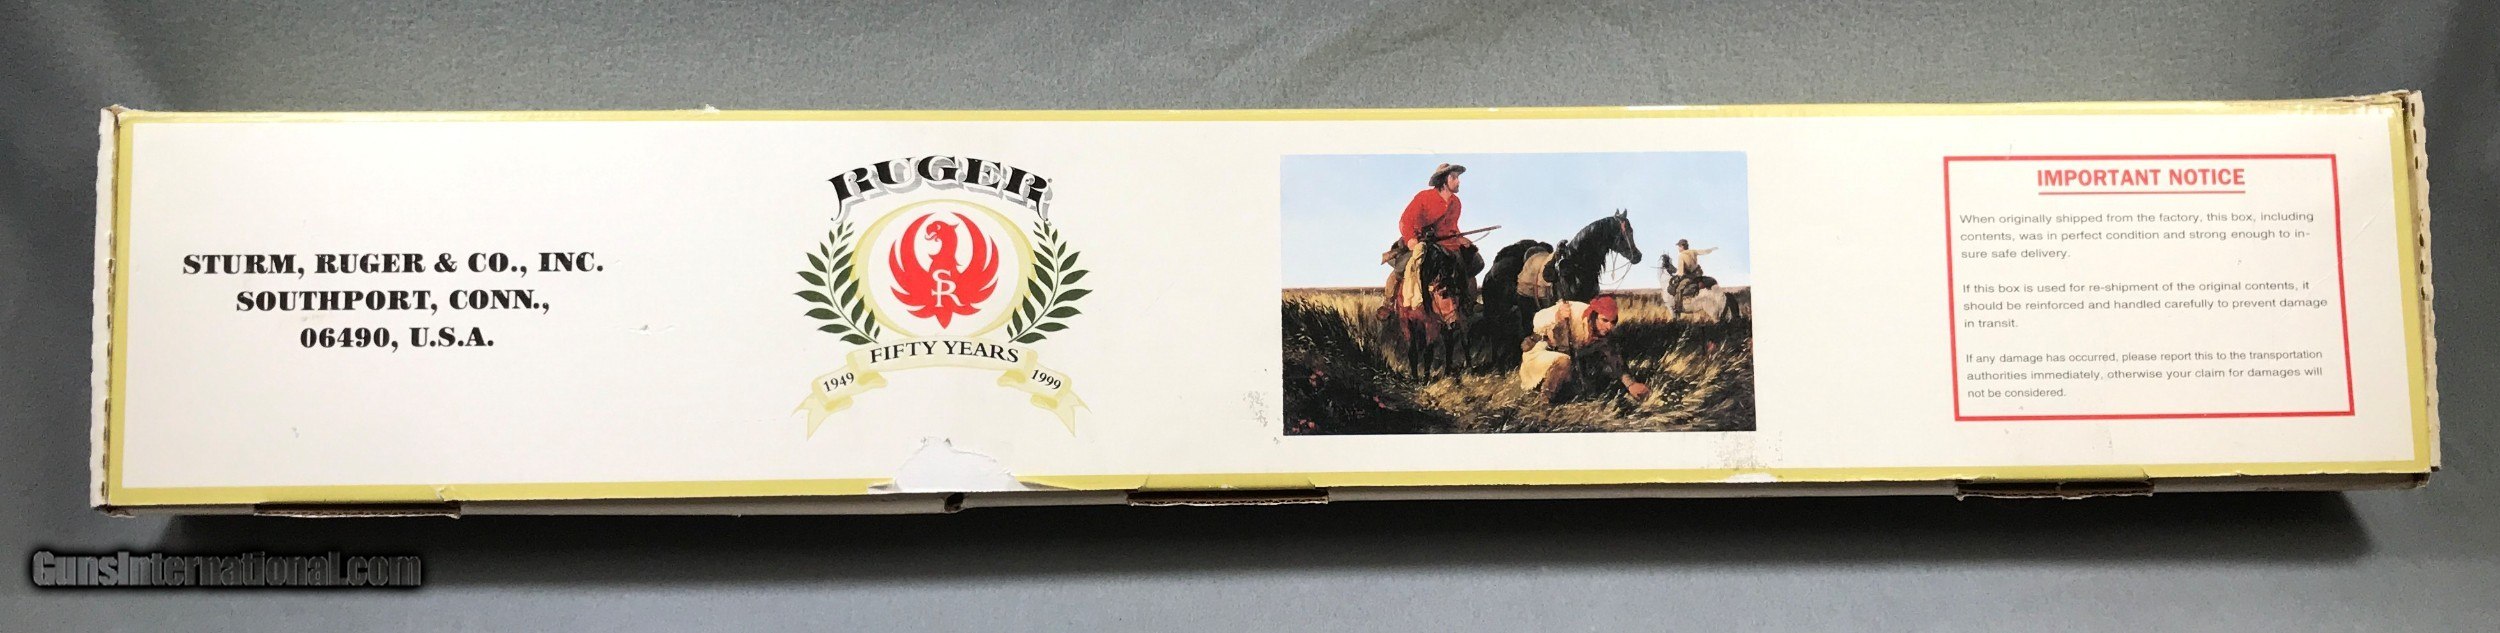 STURM, RUGER & CO., INC.
SOUTHPORT, CONN.,
06490, U.S.A.
RUGER
SR
FIFTY YEARS
1949
1999
IMPORTANT NOTICE
When originally shipped from the factory, this box, including
contents, was in perfect condition and strong enough to in-
sure safe delivery.
If this box is used for re-shipment of the original contents, it
should be reinforced and handled carefully to prevent damage
in transit.
If any damage has occurred, please report this to the transportation
authorities immediately, otherwise your claim for damages will
not be considered.
GunsInternational.com